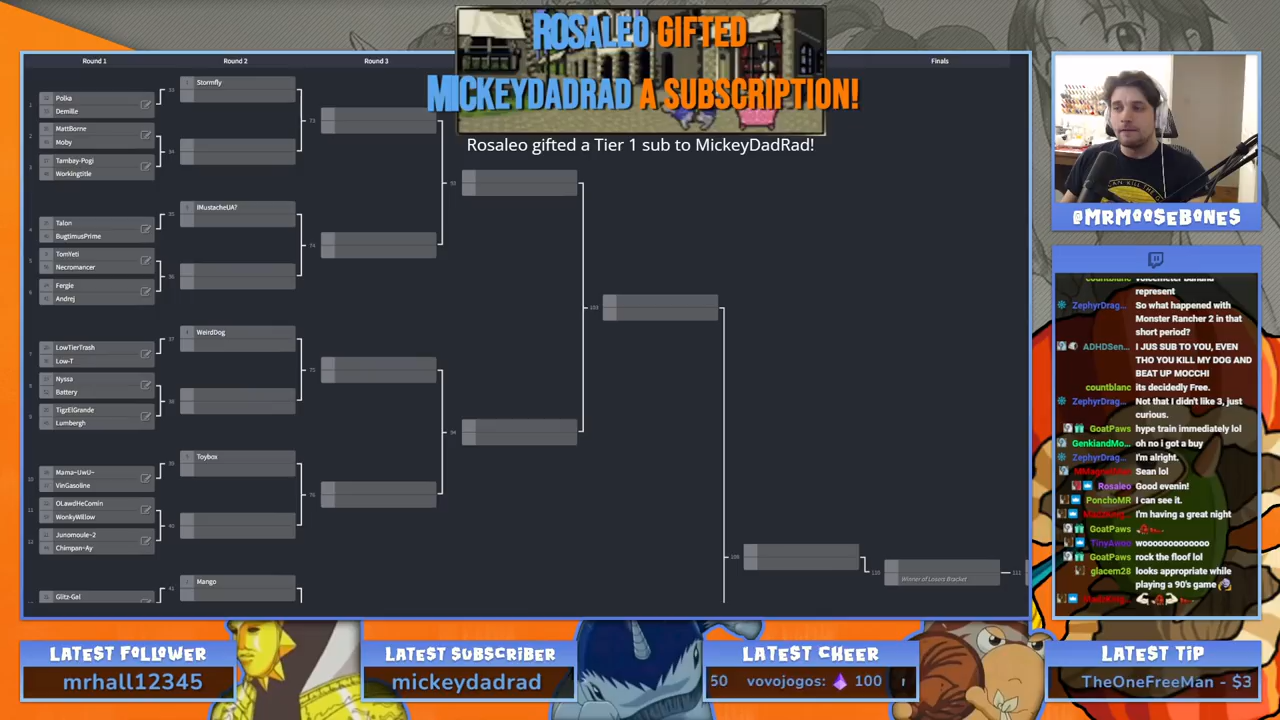 ROSALEO GIFTED
MICKEYDADRAD A SUBSCRIPTION!
Rosaleo gifted a Tier 1 sub to MickeyDadRad!
Round 1
Round 2
Round 3
Finals
Polka
Demille
MattBorne
Moby
Tambay-Pogi
Workingtitle
Talon
BugtimusPrime
TomYeti
Necromancer
Fergie
Andrej
LowTierTrash
Low-T
Nyssa
Battery
TigzElGrande
Lumbergh
Mama-UwU-
VinGasoline
OLawdHeComin
WonkyWillow
Junomoule-2
Chimpan-Ay
Glitz-Gal
Stormfly
IMustacheUA?
WeirdDog
Toybox
Mango
Winner of Losers Bracket
@MRMOOSEBONES
represent
ZephyrDrag... So what happened with
Monster Rancher 2 in that
short period?
ADHDSen... I JUS SUB TO YOU, EVEN
THO YOU KILL MY DOG AND
BEAT UP MOCCHI
countblanc its decidedly Free.
ZephyrDrag... Not that I didn't like 3, just
curious.
GoatPaws hype train immediately lol
GenkiandMo... oh no i got a buy
ZephyrDrag... I'm alright.
Sean lol
Rosaleo Good evenin!
PonchoMR I can see it.
I'm having a great night
GoatPaws
TinyAwoo woooooooooooo
GoatPaws rock the floof lol
glacem28 looks appropriate while
playing a 90's game
LATEST FOLLOWER
mrhall12345
LATEST SUBSCRIBER
mickeydadrad
LATEST CHEER
50 vovojogos: 100
LATEST TIP
TheOneFreeMan - $3